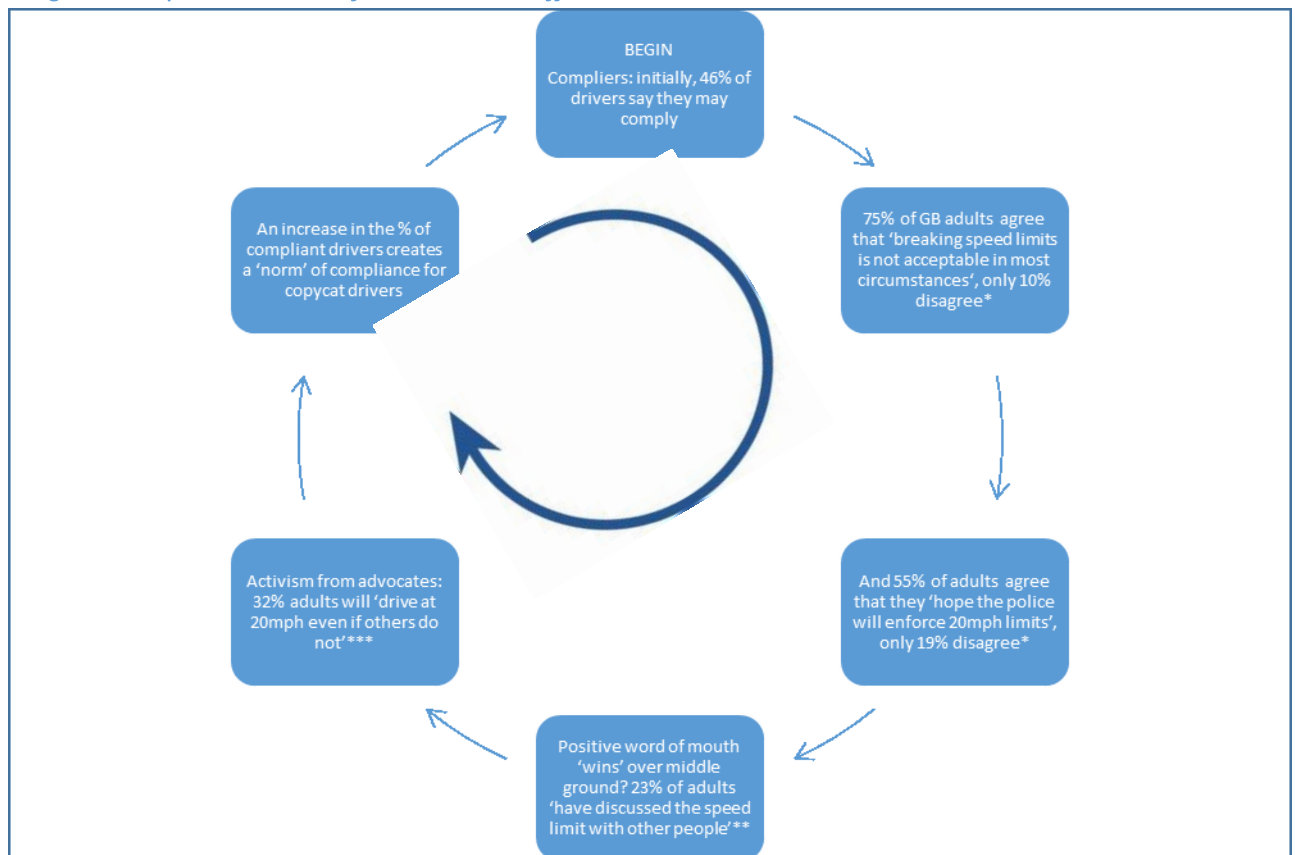 BEGIN
Compliers: initially, 46% of
drivers say they may
comply
75% of GB adults agree
that ‘breaking speed limits
is not acceptable in most
circumstances‘, only 10%
disagree*
And 55% of adults agree
that they ‘hope the police
will enforce 20mph limits’,
only 19% disagree*
Positive word of mouth
‘wins’ over middle
ground? 23% of adults
‘have discussed the speed
limit with other people’**
Activism from advocates:
32% adults will ‘drive at
20mph even if others do
not’***
An increase in the % of
compliant drivers creates
a ‘norm’ of compliance for
copycat drivers